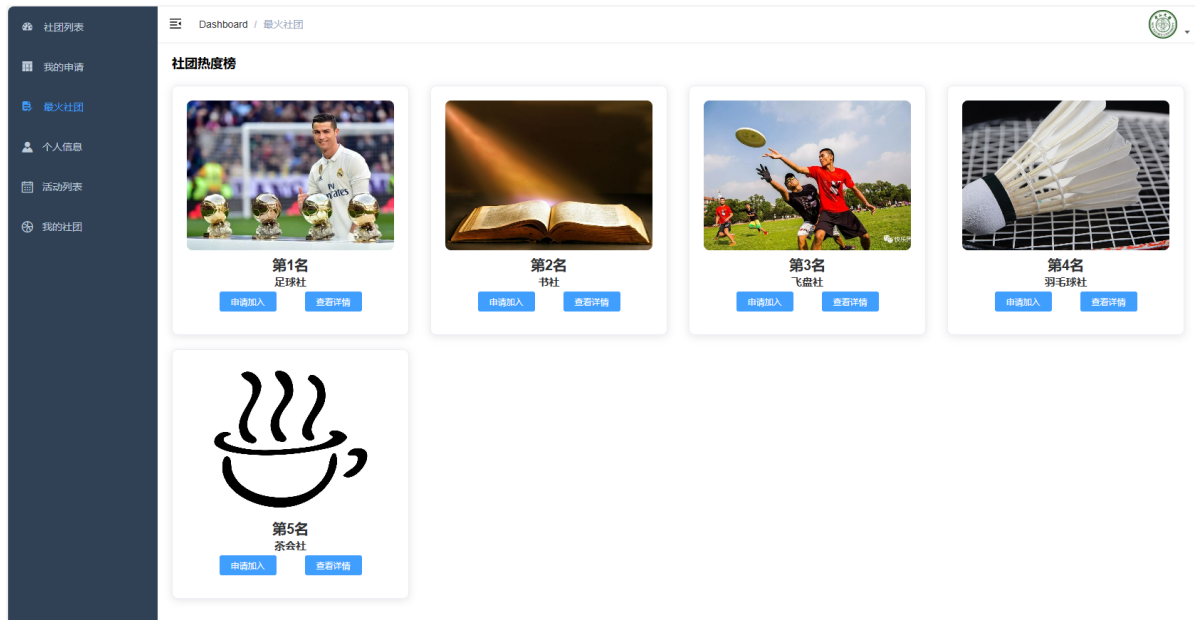 社团列表
我的申请
最火社团
个人信息
活动列表
我的社团
Dashboard / 最火社团
社团热度榜
第1名
足球社
申请加入 查看详情
第2名
书社
申请加入 查看详情
第3名
飞盘社
申请加入 查看详情
第4名
羽毛球社
申请加入 查看详情
第5名
茶会社
申请加入 查看详情